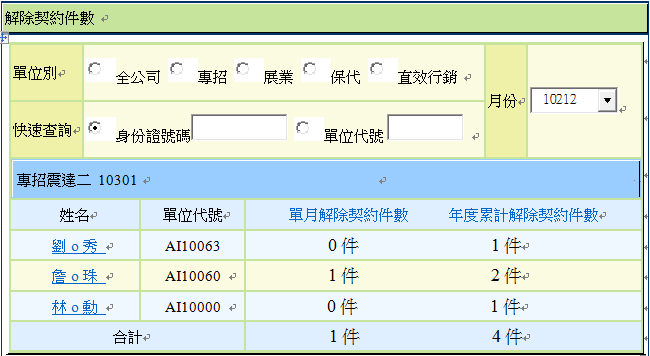 解除契約件數
單位別 全公司 專招 展業 保代 直效行銷
月份 10212
快速查詢 身份證號碼 單位代號
專招震達二 10301
姓名 單位代號 單月解除契約件數 年度累計解除契約件數
劉o秀 AI10063 0 件 1 件
詹o珠 AI10060 1 件 2 件
林o勳 AI10000 0 件 1 件
合計 1 件 4 件